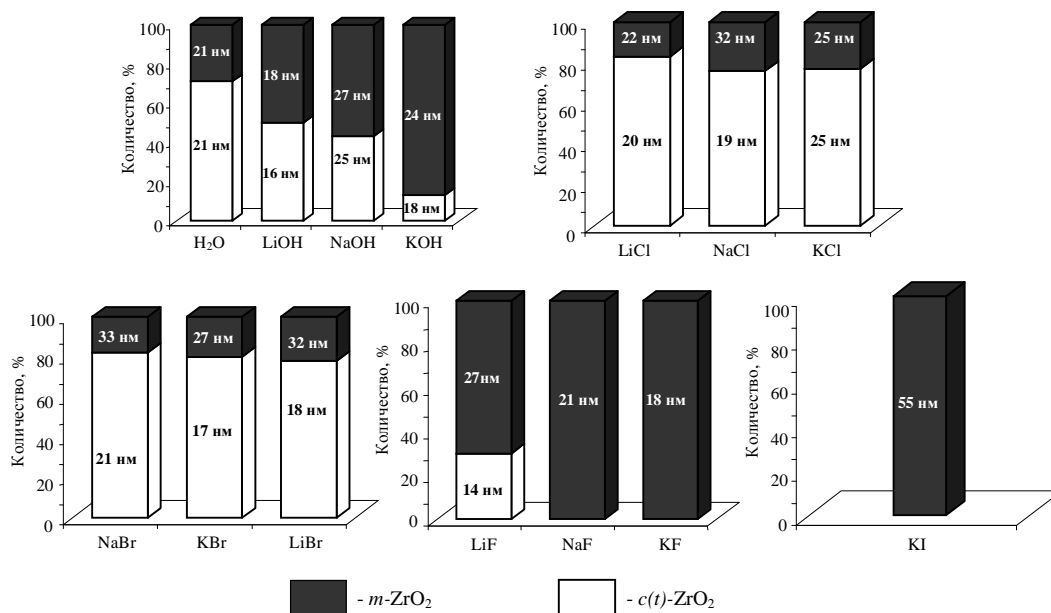 Количество, %
100
80
60
40
20
0
21 нм
21 нм
18 нм
16 нм
27 нм
25 нм
24 нм
18 нм
H₂O LiOH NaOH KOH
Количество, %
100
80
60
40
20
0
22 нм
20 нм
32 нм
19 нм
25 нм
25 нм
LiCl NaCl KCl
Количество, %
100
80
60
40
20
0
33 нм
21 нм
27 нм
17 нм
32 нм
18 нм
NaBr KBr LiBr
Количество, %
100
80
60
40
20
0
27нм
14 нм
21 нм
18 нм
LiF NaF KF
Количество, %
100
80
60
40
20
0
55 нм
KI
- m-ZrO₂ - c(t)-ZrO₂